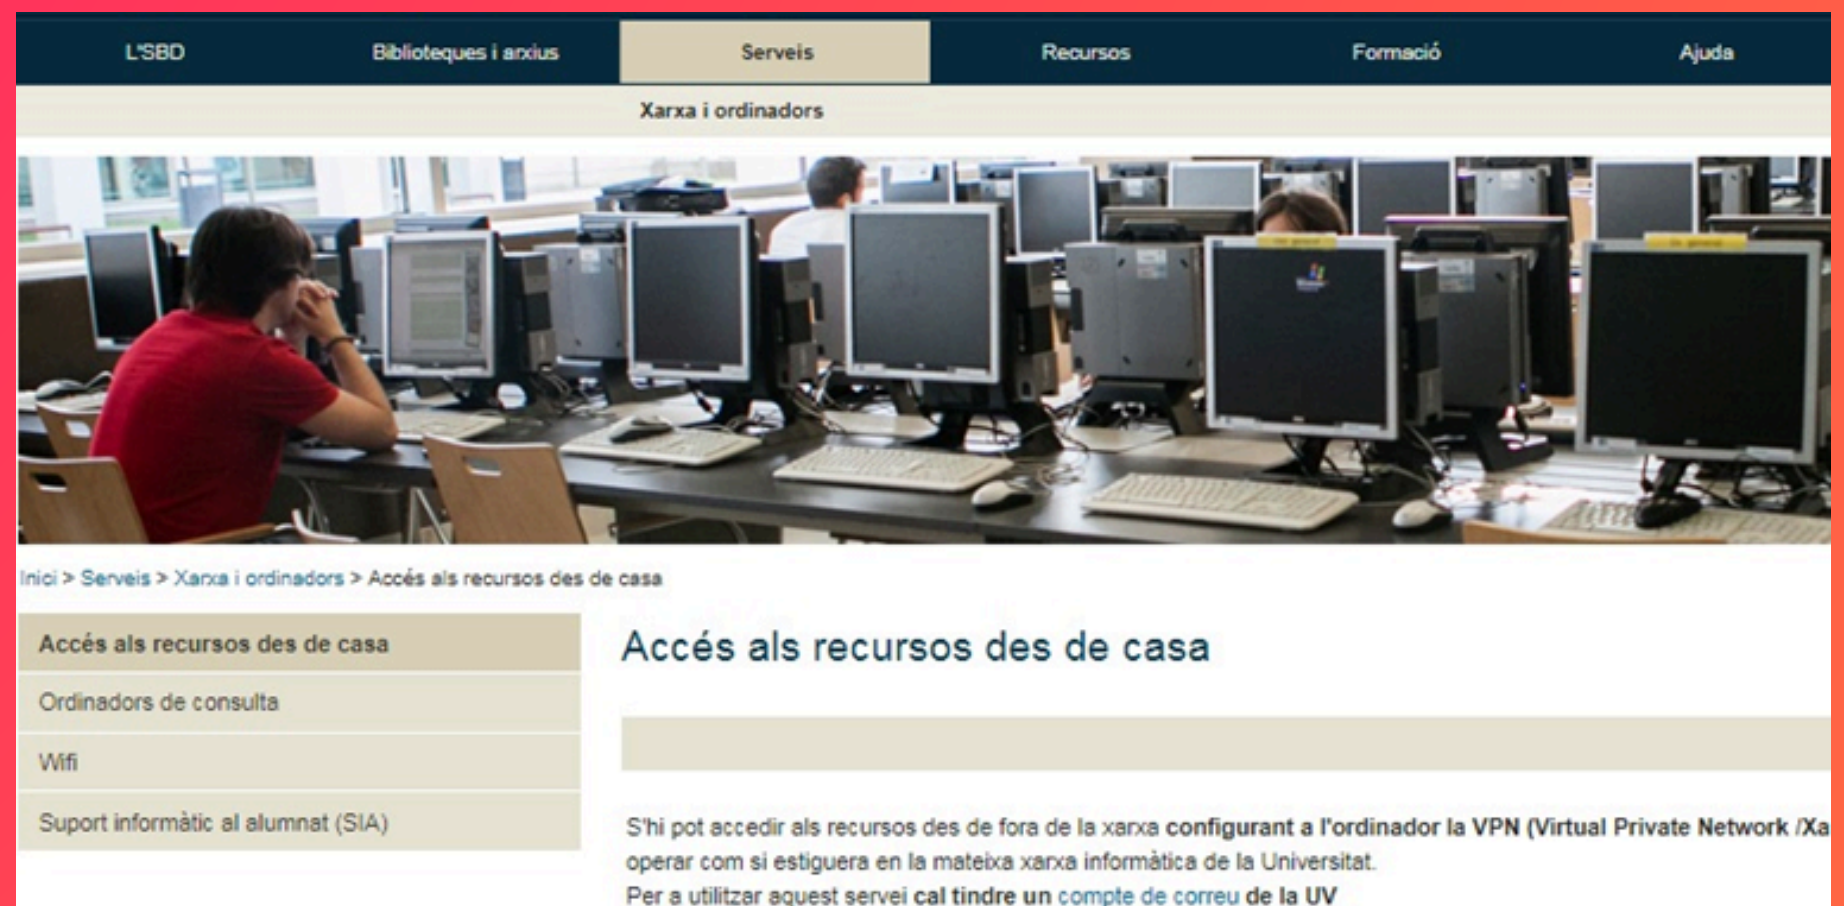 L'SBD
Biblioteques i arxius
Serveis
Recursos
Formació
Ajuda
Xarxa i ordinadors
Inici > Serveis > Xarxa i ordinadors > Accés als recursos des de casa
Accés als recursos des de casa
Ordinadors de consulta
Wifi
Suport informàtic al alumnat (SIA)
Accés als recursos des de casa
S'hi pot accedir als recursos des de fora de la xarxa configurant a l'ordinador la VPN (Virtual Private Network /Xa
operar com si estiguera en la mateixa xarxa informàtica de la Universitat.
Per a utilitzar aquest servei cal tindre un compte de correu de la UV